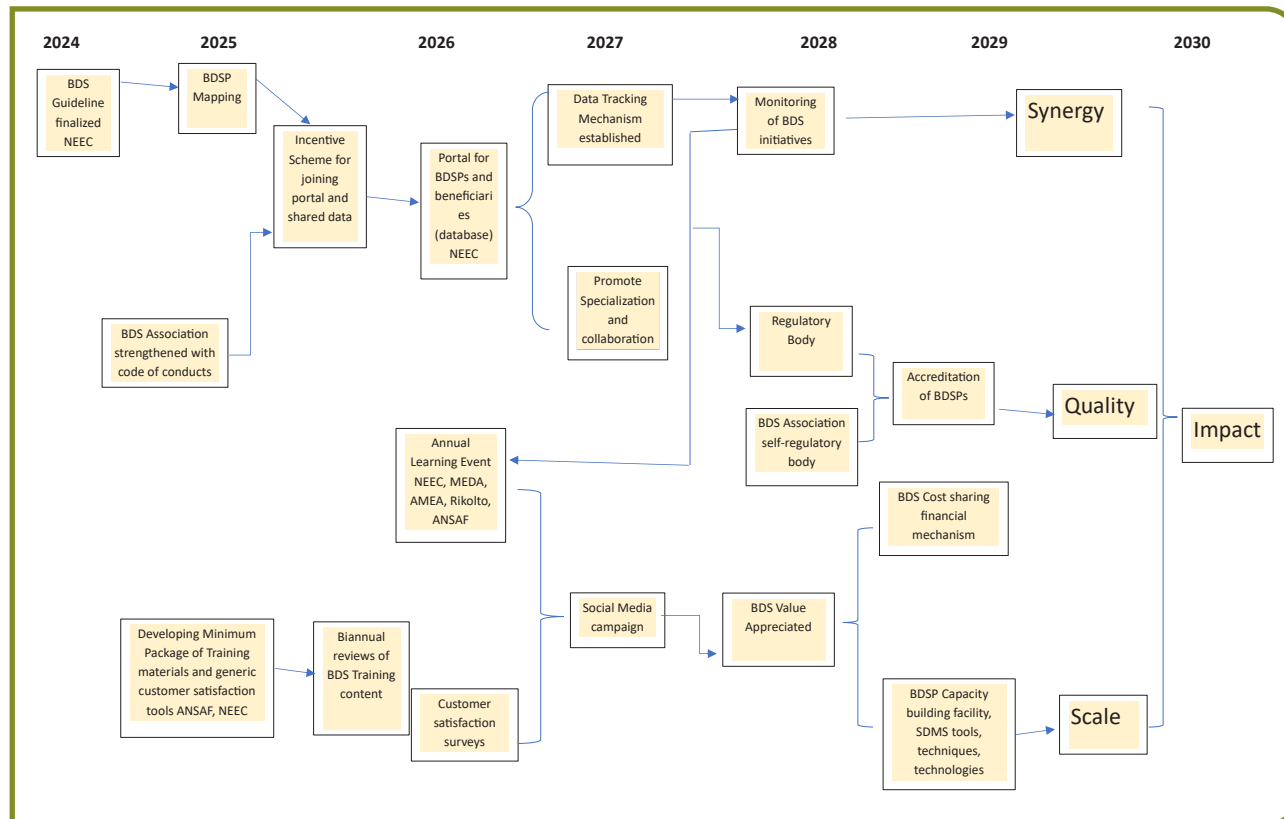 2024
2025
2026
2027
2028
2029
2030
BDS
Guideline
finalized
NEEC
BDSP
Mapping
Incentive
Scheme for
joining
portal and
shared data
Portal for
BDSPs and
beneficiari
es
(database)
NEEC
Data Tracking
Mechanism
established
Monitoring
of BDS
initiatives
Synergy
BDS Association
strengthened with
code of conducts
Promote
Specialization
and
collaboration
Regulatory
Body
BDS Association
self-regulatory
body
Accreditation
of BDSPs
Quality
Impact
Annual
Learning Event
NEEC, MEDA,
AMEA, Rikolto,
ANSAF
BDS Cost sharing
financial
mechanism
Developing Minimum
Package of Training
materials and generic
customer satisfaction
tools ANSAF, NEEC
Biannual
reviews of
BDS Training
content
Customer
satisfaction
surveys
Social Media
campaign
BDS Value
Appreciated
BDSP Capacity
building facility,
SDMS tools,
techniques,
technologies
Scale